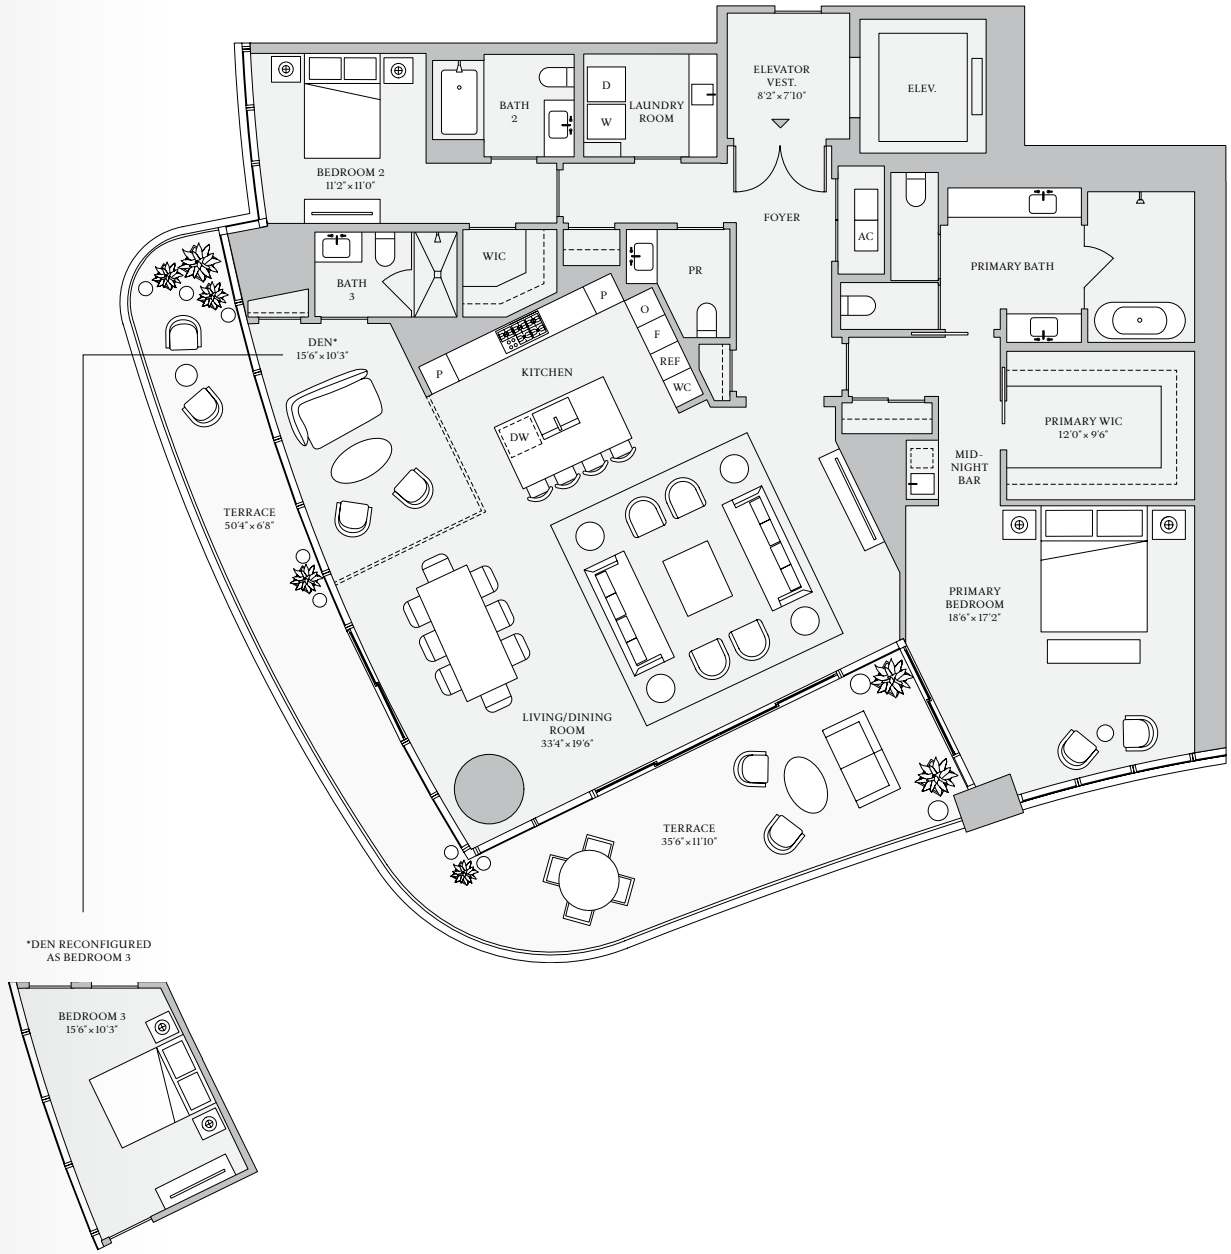 ELEVATOR
VEST.
8'2" × 7'10"
ELEV.
D
W
LAUNDRY
ROOM
BATH
2
BEDROOM 2
11'2" × 11'0"
FOYER
AC
PRIMARY BATH
WIC
PR
BATH
3
P
O
F
REF
WC
P
KITCHEN
DW
DEN*
15'6" × 10'3"
PRIMARY WIC
12'0" × 9'6"
MID-
NIGHT
BAR
TERRACE
50'4" × 6'8"
PRIMARY
BEDROOM
18'6" × 17'2"
LIVING/DINING
ROOM
33'4" × 19'6"
TERRACE
35'6" × 11'10"
*DEN RECONFIGURED
AS BEDROOM 3
BEDROOM 3
15'6" × 10'3"